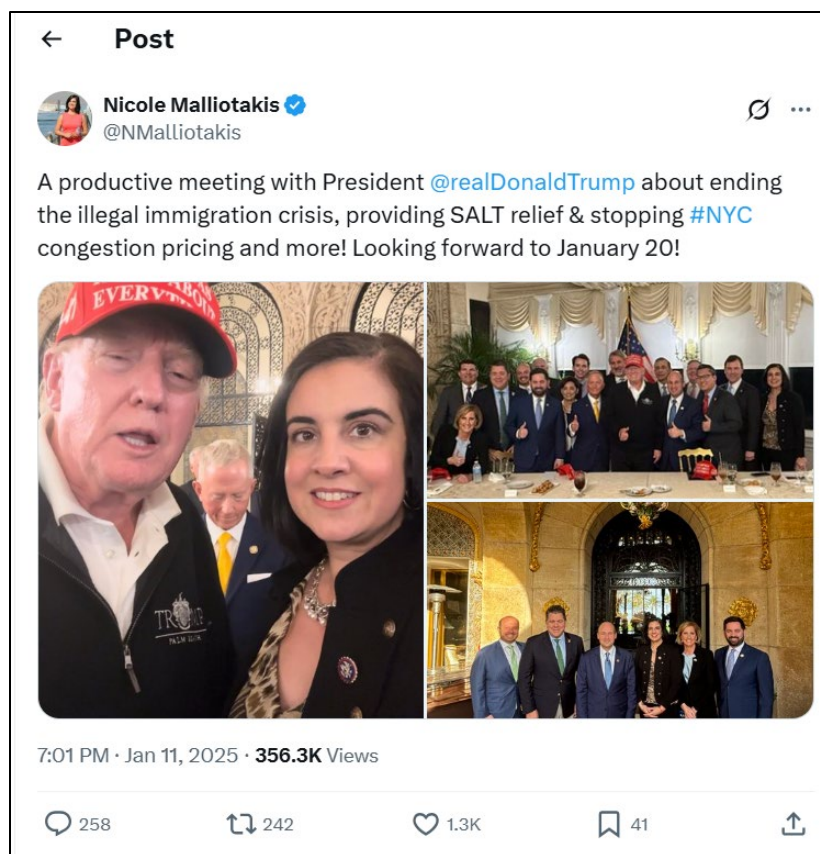 Post
Nicole Malliotakis
@NMalliotakis
A productive meeting with President @realDonaldTrump about ending
the illegal immigration crisis, providing SALT relief & stopping #NYC
congestion pricing and more! Looking forward to January 20!
EVERYTHING
TRUMP
7:01 PM · Jan 11, 2025 · 356.3K Views
258
242
1.3K
41